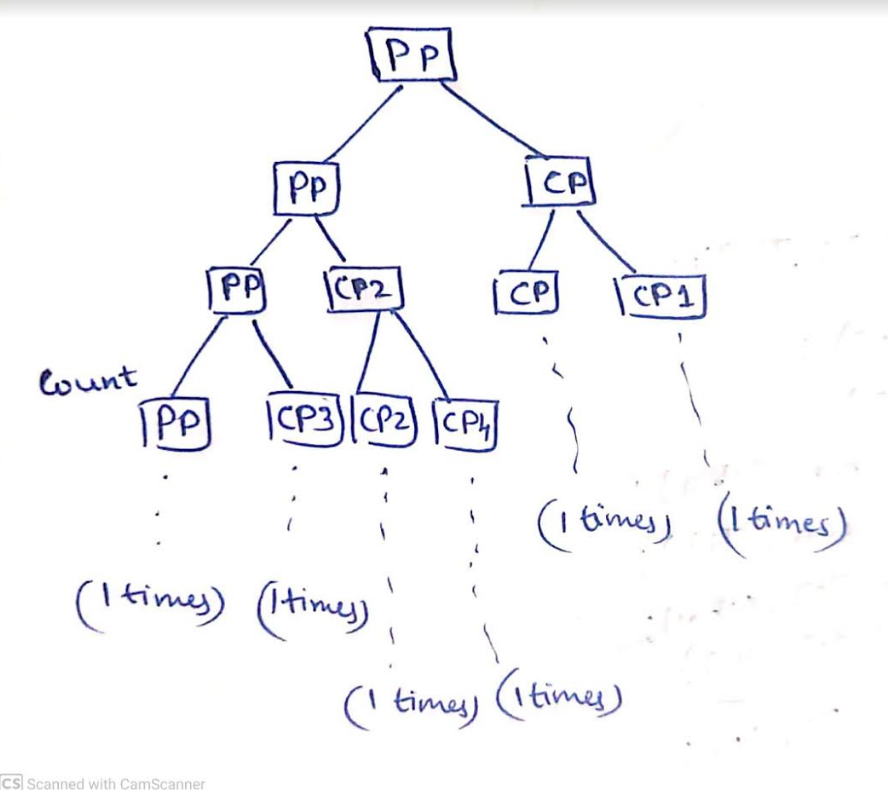 PP
PP CP
PP CP2 CP CP1
Count
PP CP3 CP2 CP4
(1 times) (1 times)
(1 times) (1 times)
(1 times) (1 times)
CS Scanned with CamScanner